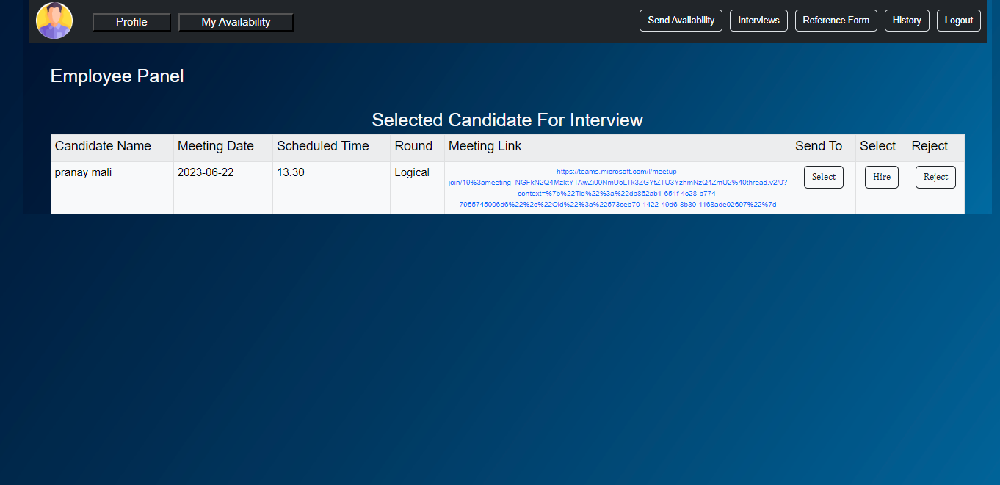 Profile
My Availability
Send Availability
Interviews
Reference Form
History
Logout
Employee Panel
Selected Candidate For Interview
Candidate Name Meeting Date Scheduled Time Round Meeting Link Send To Select Reject
pranay mali 2023-06-22 13.30 Logical
https://teams.microsoft.com/l/meetup-
join/19%3ameeting_NGFkN2Q4MzktYTAwZi00NmU5LTk3ZGYtZTU3YzhmNzQ4ZmU2%40thread.v2/0?
context=%7b%22Tid%22%3a%22db862ab1-651f-4c28-b774-
7955745006d6%22%2c%22Oid%22%3a%22573ceb70-1422-49d6-8b30-1168ade02697%22%7d
Select
Hire
Reject